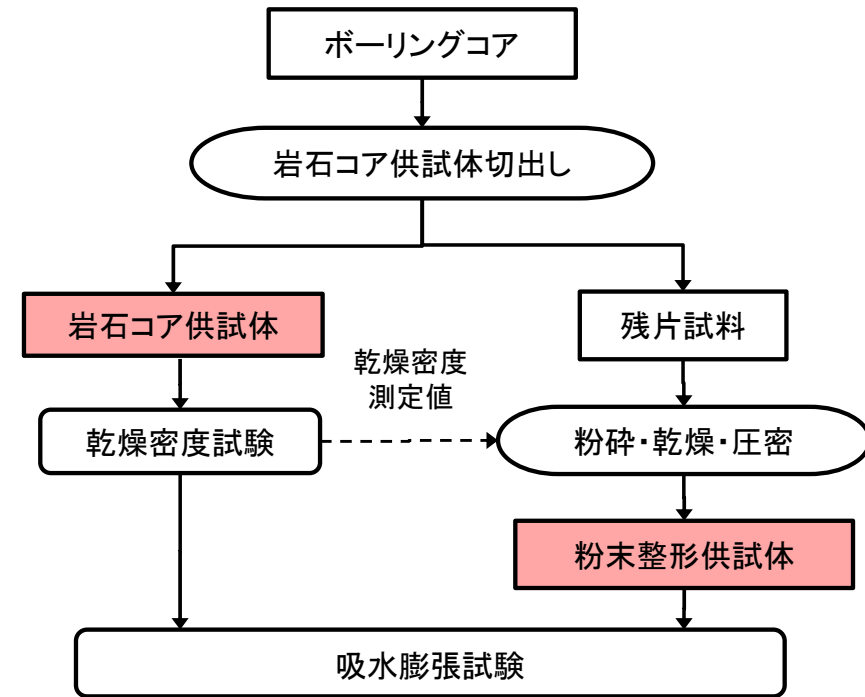 ボーリングコア
岩石コア供試体切出し
岩石コア供試体
残片試料
乾燥密度
測定値
乾燥密度試験
粉砕・乾燥・圧密
粉末整形供試体
吸水膨張試験